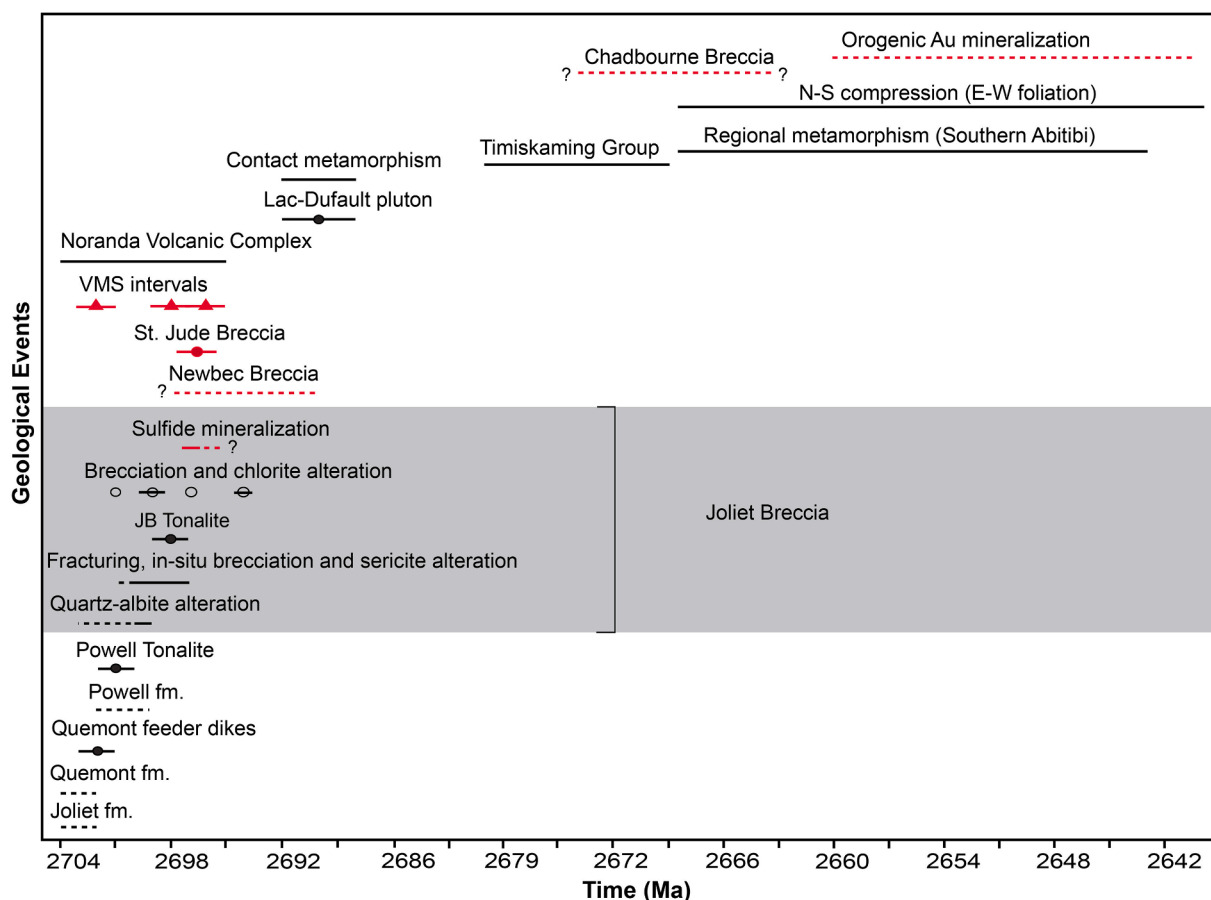 Orogenic Au mineralization
Chadbourne Breccia
? ?
N-S compression (E-W foliation)
Regional metamorphism (Southern Abitibi)
Timiskaming Group
Contact metamorphism
Lac-Dufault pluton
Noranda Volcanic Complex
VMS intervals
St. Jude Breccia
Newbec Breccia
?
Sulfide mineralization
?
Brecciation and chlorite alteration
Joliet Breccia
JB Tonalite
Fracturing, in-situ brecciation and sericite alteration
Quartz-albite alteration
Powell Tonalite
Powell fm.
Quemont feeder dikes
Quemont fm.
Joliet fm.
Geological Events
2704 2698 2692 2686 2679 2672 2666 2660 2654 2648 2642
Time (Ma)